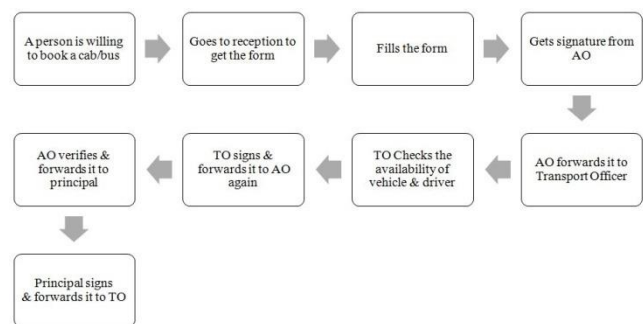 A person is willing
to book a cab/bus
Goes to reception to
get the form
Fills the form
Gets signature from
AO
AO forwards it to
Transport Officer
TO Checks the
availability of
vehicle & driver
TO signs &
forwards it to AO
again
AO verifies &
forwards it to
principal
Principal signs
& forwards it to TO